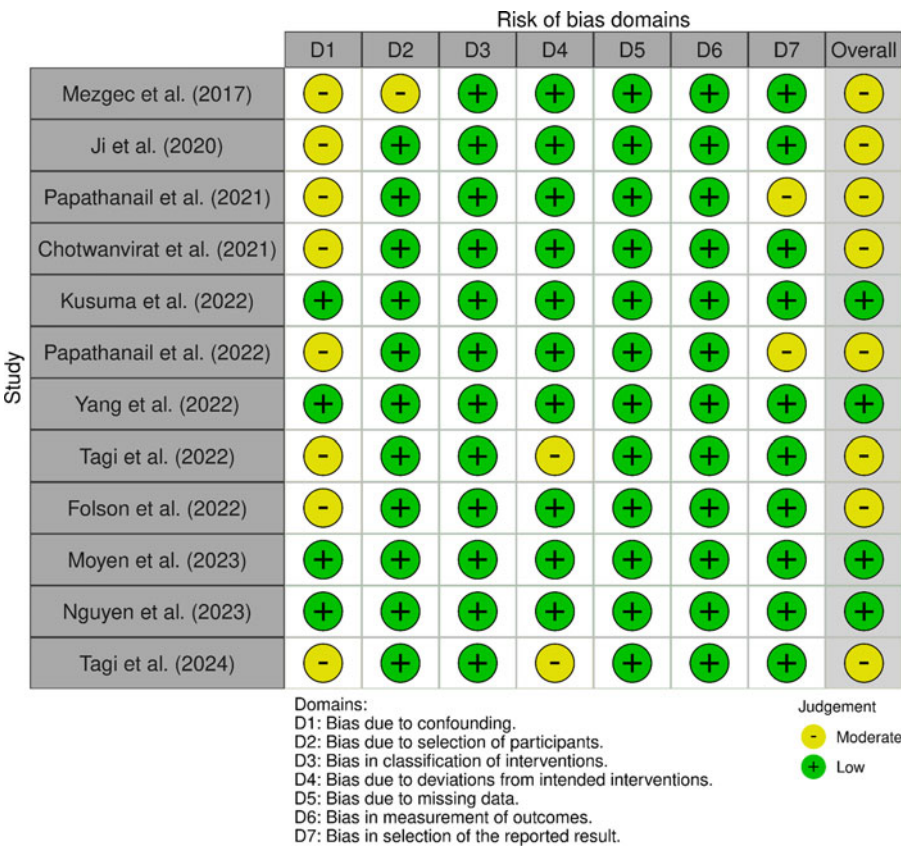 Risk of bias domains
D1 D2 D3 D4 D5 D6 D7 Overall
Study
Mezgec et al. (2017) - - + + + + + -
Ji et al. (2020) - + + + + + + -
Papathanail et al. (2021) - + + + + + - -
Chotwanvirat et al. (2021) - + + + + + + -
Kusuma et al. (2022) + + + + + + + +
Papathanail et al. (2022) - + + + + + - -
Yang et al. (2022) + + + + + + + +
Tagi et al. (2022) - + + - + + + -
Folson et al. (2022) - + + + + + + -
Moyen et al. (2023) + + + + + + + +
Nguyen et al. (2023) + + + + + + + +
Tagi et al. (2024) - + + - + + + -
Domains:
D1: Bias due to confounding.
D2: Bias due to selection of participants.
D3: Bias in classification of interventions.
D4: Bias due to deviations from intended interventions.
D5: Bias due to missing data.
D6: Bias in measurement of outcomes.
D7: Bias in selection of the reported result.
Judgement
- Moderate
+ Low